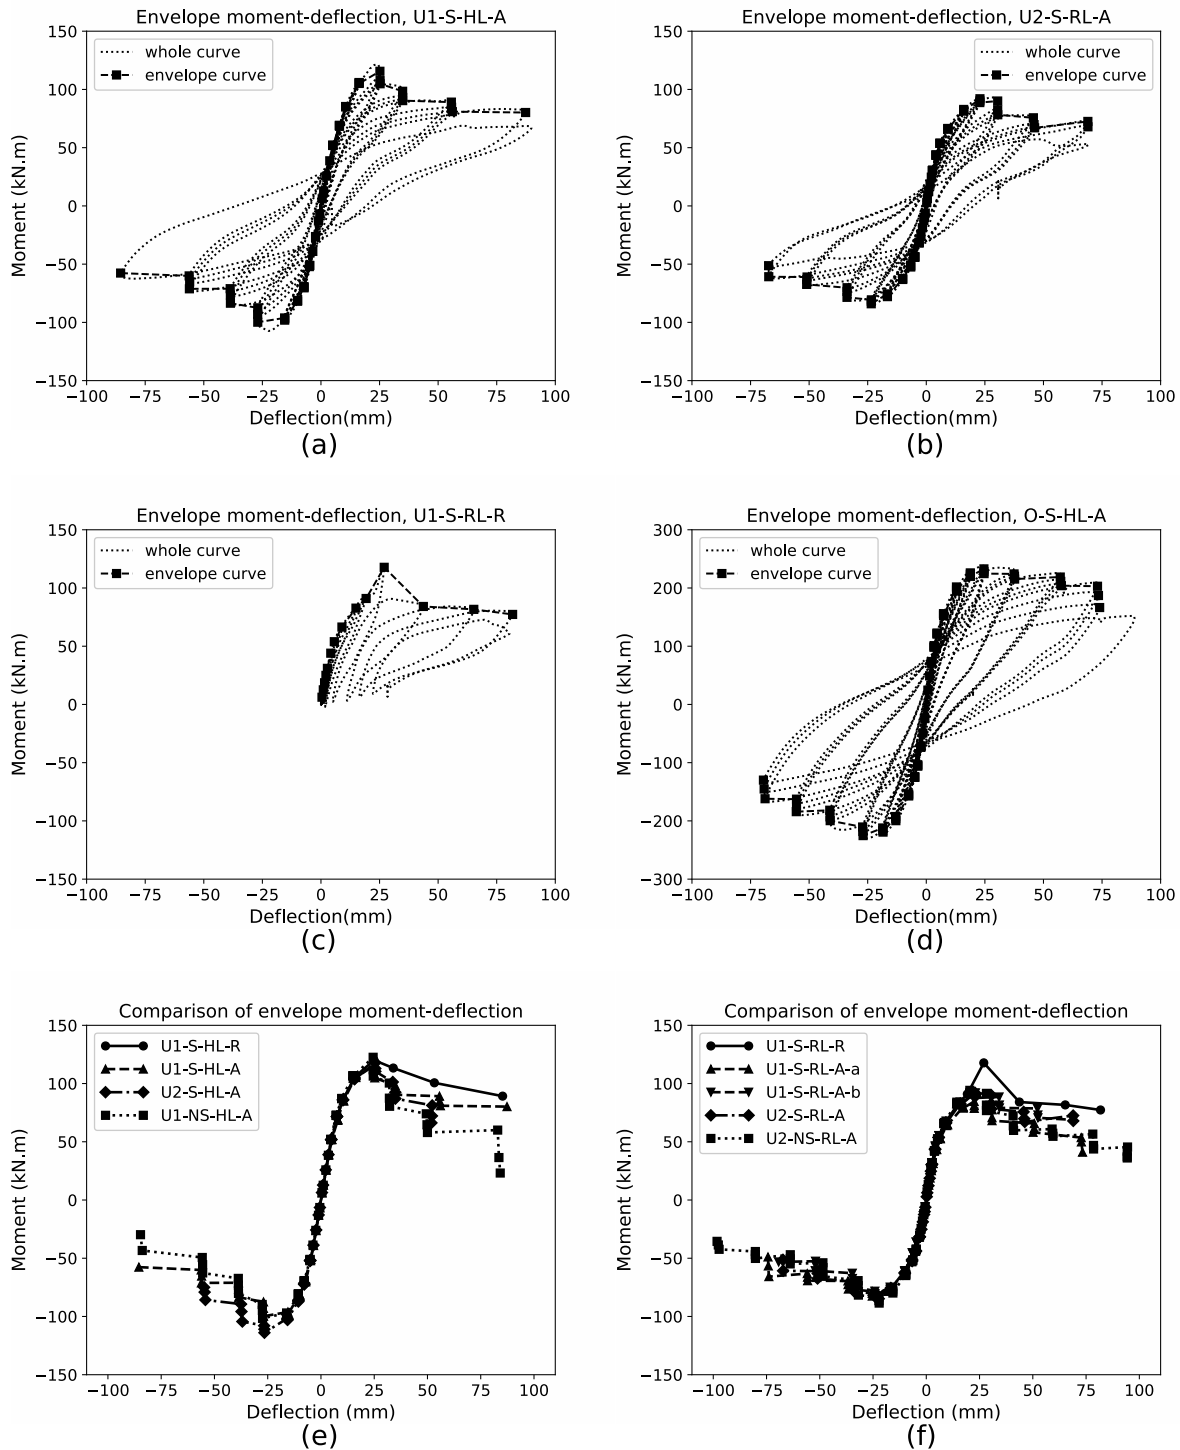 Envelope moment-deflection, U1-S-HL-A
150
100
50
0
−50
−100
−150
Moment (kN.m)
whole curve
envelope curve
−100 −75 −50 −25 0 25 50 75 100
Deflection(mm)
(a)
Envelope moment-deflection, U2-S-RL-A
150
100
50
0
−50
−100
−150
Moment (kN.m)
whole curve
envelope curve
−100 −75 −50 −25 0 25 50 75 100
Deflection(mm)
(b)
Envelope moment-deflection, U1-S-RL-R
150
100
50
0
−50
−100
−150
Moment (kN.m)
whole curve
envelope curve
−100 −75 −50 −25 0 25 50 75 100
Deflection(mm)
(c)
Envelope moment-deflection, O-S-HL-A
300
200
100
0
−100
−200
−300
Moment (kN.m)
whole curve
envelope curve
−100 −75 −50 −25 0 25 50 75 100
Deflection(mm)
(d)
Comparison of envelope moment-deflection
150
100
50
0
−50
−100
−150
Moment (kN.m)
U1-S-HL-R
U1-S-HL-A
U2-S-HL-A
U1-NS-HL-A
−100 −75 −50 −25 0 25 50 75 100
Deflection (mm)
(e)
Comparison of envelope moment-deflection
150
100
50
0
−50
−100
−150
Moment (kN.m)
U1-S-RL-R
U1-S-RL-A-a
U1-S-RL-A-b
U2-S-RL-A
U2-NS-RL-A
−100 −75 −50 −25 0 25 50 75 100
Deflection (mm)
(f)